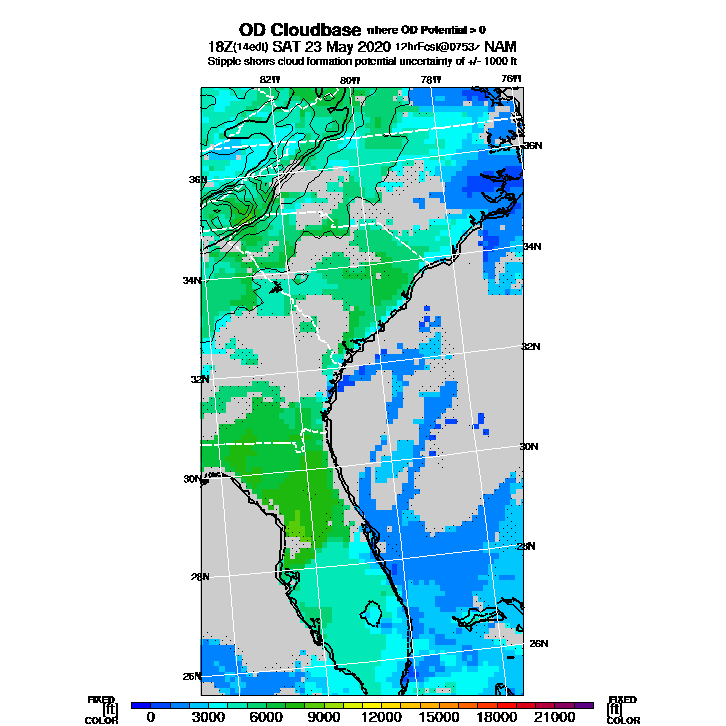 OD Cloudbase where OD Potential > 0
18Z(14edt) SAT 23 May 2020 12hrFcst@0753z NAM
Stipple shows cloud formation potential uncertainty of +/- 1000 ft
82W 80W 78W 76W
36N
36N
34N
34N
32N
32N
30N
30N
28N
28N
26N
26N
FIXED [ft] COLOR
0 3000 6000 9000 12000 15000 18000 21000
FIXED [ft] COLOR